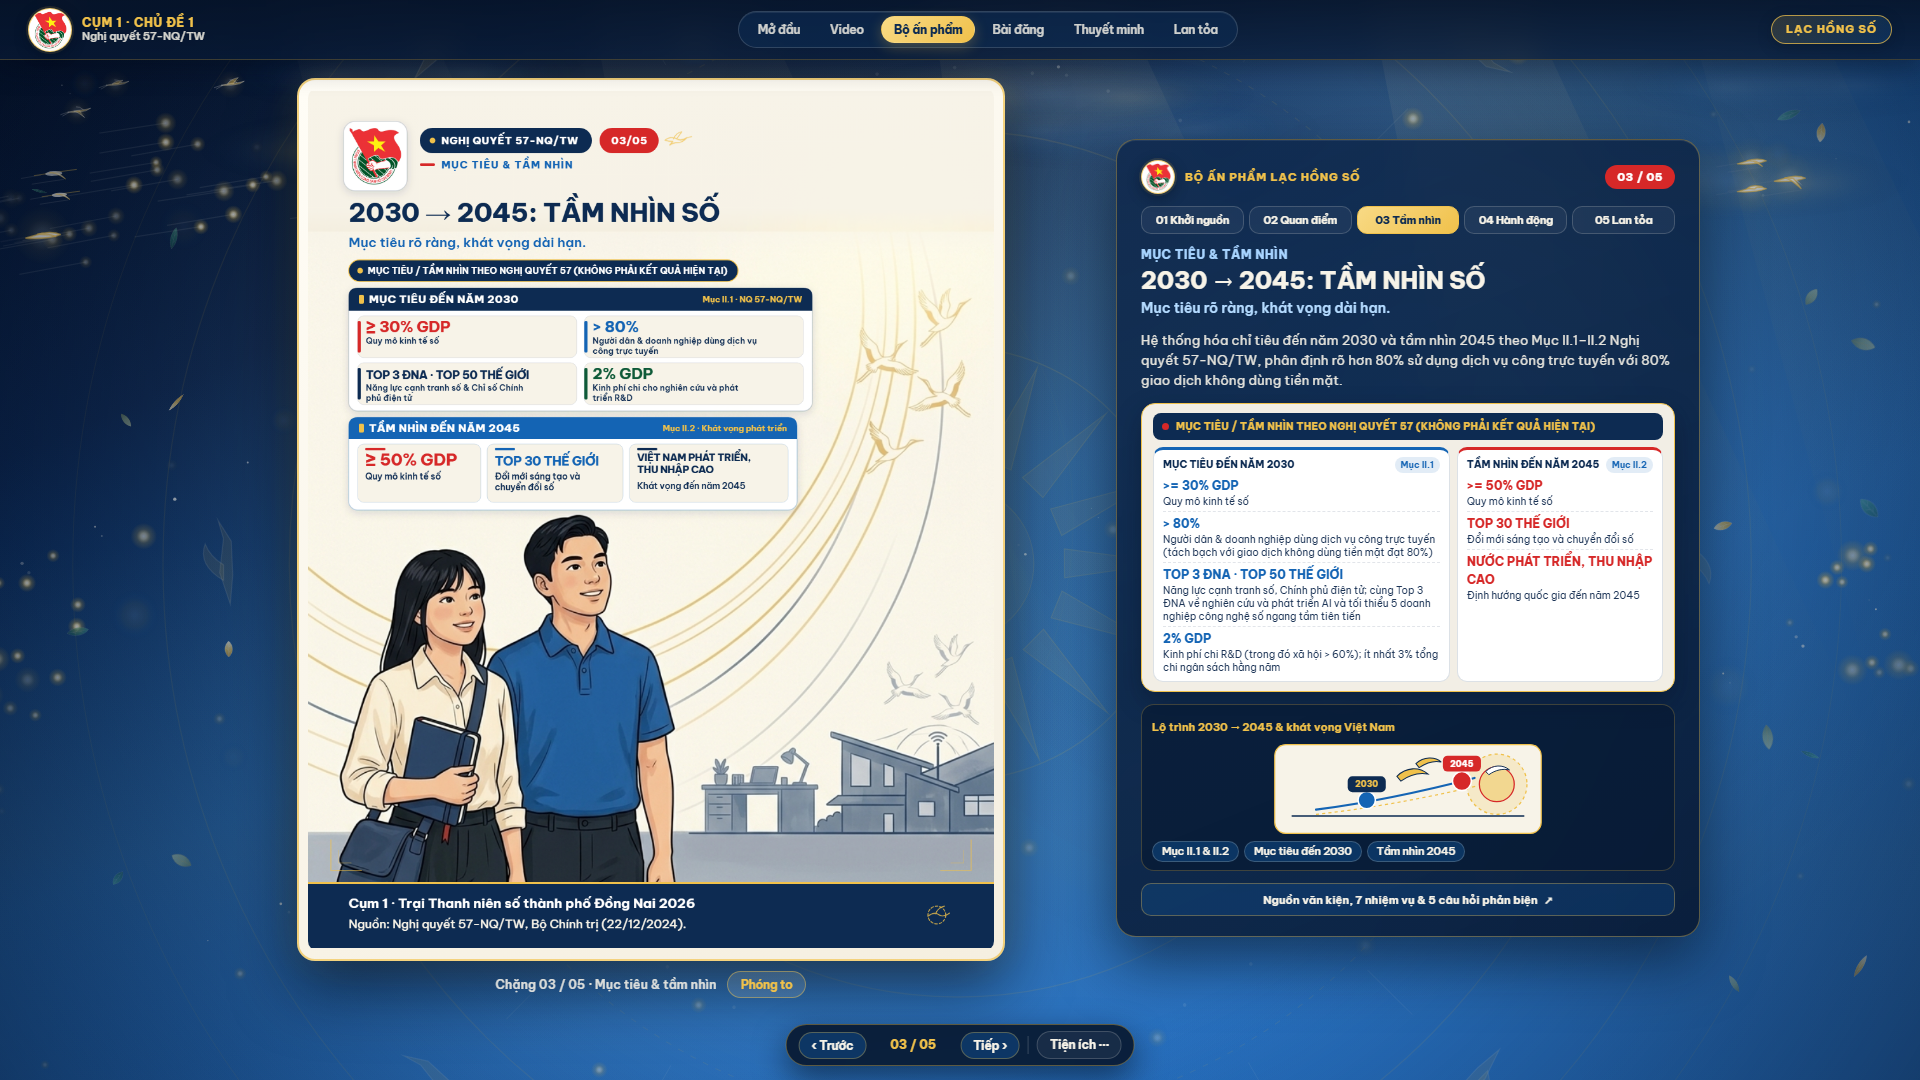 CỤM 1 · CHỦ ĐỀ 1
Nghị quyết 57-NQ/TW
Mở đầu
Video
Bộ ấn phẩm
Bài đăng
Thuyết minh
Lan tỏa
LẠC HỒNG SỐ
NGHỊ QUYẾT 57-NQ/TW
03/05
MỤC TIÊU & TẦM NHÌN
2030 → 2045: TẦM NHÌN SỐ
Mục tiêu rõ ràng, khát vọng dài hạn.
MỤC TIÊU / TẦM NHÌN THEO NGHỊ QUYẾT 57 (KHÔNG PHẢI KẾT QUẢ HIỆN TẠI)
MỤC TIÊU ĐẾN NĂM 2030
Mục II.1 · NQ 57-NQ/TW
≥ 30% GDP
Quy mô kinh tế số
> 80%
Người dân & doanh nghiệp dùng dịch vụ
công trực tuyến
TOP 3 ĐNA · TOP 50 THẾ GIỚI
Năng lực cạnh tranh số & Chỉ số Chính
phủ điện tử
2% GDP
Kinh phí chi cho nghiên cứu và phát
triển R&D
TẦM NHÌN ĐẾN NĂM 2045
Mục II.2 · Khát vọng phát triển
≥ 50% GDP
Quy mô kinh tế số
TOP 30 THẾ GIỚI
Đổi mới sáng tạo và
chuyển đổi số
VIỆT NAM PHÁT TRIỂN,
THU NHẬP CAO
Khát vọng đến năm 2045
Cụm 1 · Trại Thanh niên số thành phố Đồng Nai 2026
Nguồn: Nghị quyết 57-NQ/TW, Bộ Chính trị (22/12/2024).
Chặng 03 / 05 · Mục tiêu & tầm nhìn
Phóng to
BỘ ẤN PHẨM LẠC HỒNG SỐ
03 / 05
01 Khởi nguồn
02 Quan điểm
03 Tầm nhìn
04 Hành động
05 Lan tỏa
MỤC TIÊU & TẦM NHÌN
2030 → 2045: TẦM NHÌN SỐ
Mục tiêu rõ ràng, khát vọng dài hạn.
Hệ thống hóa chỉ tiêu đến năm 2030 và tầm nhìn 2045 theo Mục II.1–II.2 Nghị
quyết 57-NQ/TW, phân định rõ hơn 80% sử dụng dịch vụ công trực tuyến với 80%
giao dịch không dùng tiền mặt.
MỤC TIÊU / TẦM NHÌN THEO NGHỊ QUYẾT 57 (KHÔNG PHẢI KẾT QUẢ HIỆN TẠI)
MỤC TIÊU ĐẾN NĂM 2030
Mục II.1
>= 30% GDP
Quy mô kinh tế số
> 80%
Người dân & doanh nghiệp dùng dịch vụ công trực tuyến
(tách bạch với giao dịch không dùng tiền mặt đạt 80%)
TOP 3 ĐNA · TOP 50 THẾ GIỚI
Năng lực cạnh tranh số, Chính phủ điện tử; cùng Top 3
ĐNA về nghiên cứu và phát triển AI và tối thiểu 5 doanh
nghiệp công nghệ số ngang tầm tiên tiến
2% GDP
Kinh phí chi R&D (trong đó xã hội > 60%); ít nhất 3% tổng
chi ngân sách hằng năm
TẦM NHÌN ĐẾN NĂM 2045
Mục II.2
>= 50% GDP
Quy mô kinh tế số
TOP 30 THẾ GIỚI
Đổi mới sáng tạo và chuyển đổi số
NƯỚC PHÁT TRIỂN, THU NHẬP
CAO
Định hướng quốc gia đến năm 2045
Lộ trình 2030 → 2045 & khát vọng Việt Nam
2030
2045
Mục II.1 & II.2
Mục tiêu đến 2030
Tầm nhìn 2045
Nguồn văn kiện, 7 nhiệm vụ & 5 câu hỏi phản biện ↗
‹ Trước
03 / 05
Tiếp ›
Tiện ích ···